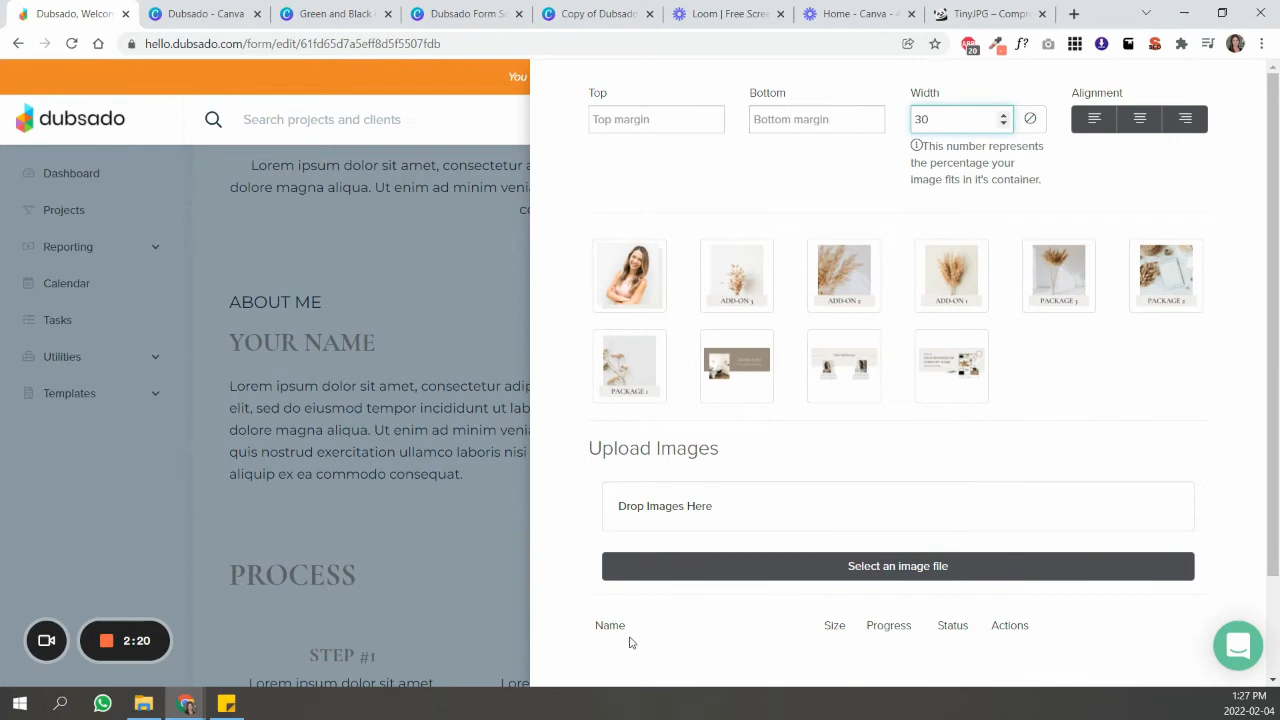 Dubsado, Welco
Dubsado - Canva
Green and Black
Dubsado Form S
Copy of Dubsado
Loom | Free Scre
Home - Canva - 4
TinyJPG – Compr
hello.dubsado.com/form/edit/61fd65d7a5ef8d5f5507fdb
20
f?
You
dubsado
Search projects and clients
Dashboard
Projects
Reporting
Calendar
Tasks
Utilities
Templates
Lorem ipsum dolor sit amet, consectetur
dolore magna aliqua. Ut enim ad minim ven
ABOUT ME
YOUR NAME
Lorem ipsum dolor sit amet, consectetur adip
elit, sed do eiusmod tempor incididunt ut lab
dolore magna aliqua. Ut enim ad minim veni
quis nostrud exercitation ullamco laboris nisi
aliquip ex ea commodo consequat.
PROCESS
STEP #1
Lorem ipsum dolor sit amet,
2:20
Top
Bottom
Width
Alignment
Top margin
Bottom margin
30
This number represents
the percentage your
image fits in it's container.
ADD-ON 3
ADD-ON 2
ADD-ON 1
PACKAGE 3
PACKAGE 2
PACKAGE 1
Upload Images
Drop Images Here
Select an image file
Name
Size
Progress
Status
Actions
1:27 PM
2022-02-04